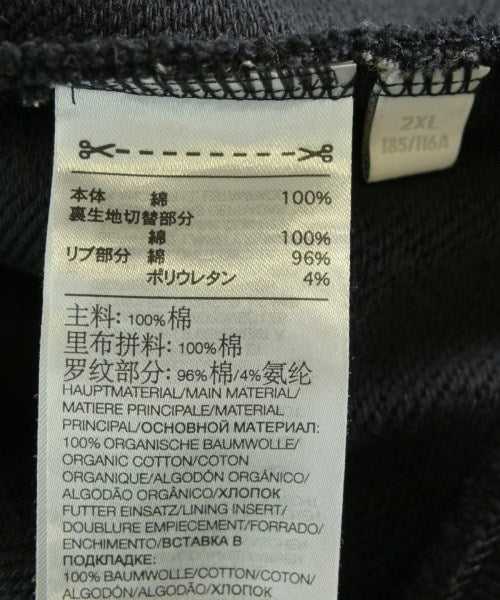 2XL
185/116A
本体 綿 100%
裏生地切替部分
綿 100%
リブ部分 綿 96%
ポリウレタン 4%
主料: 100%棉
里布拼料: 100%棉
罗纹部分: 96%棉/4%氨纶
HAUPTMATERIAL/MAIN MATERIAL/
MATIERE PRINCIPALE/MATERIAL
PRINCIPAL/ОСНОВНОЙ МАТЕРИАЛ:
100% ORGANISCHE BAUMWOLLE/
ORGANIC COTTON/COTON
ORGANIQUE/ALGODÓN ORGÁNICO/
ALGODÃO ORGÂNICO/ХЛОПОК
FUTTER EINSATZ/LINING INSERT/
DOUBLURE EMPIECEMENT/FORRADO/
ENCHIMENTO/ВСТАВКА В
ПОДКЛАДКЕ:
100% BAUMWOLLE/COTTON/COTON/
ALGODÓN/ALGODÃO/ХЛОПОК